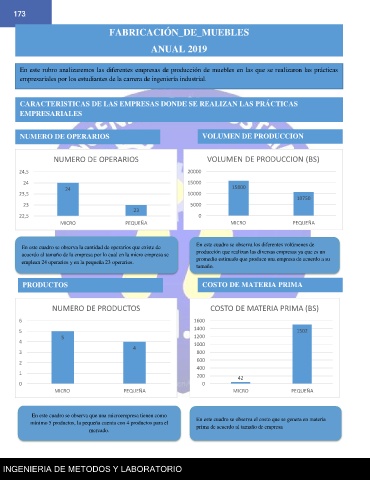 173
FABRICACIÓN_DE_MUEBLES
ANUAL 2019
En este rubro analizaremos las diferentes empresas de producción de muebles en las que se realizaron las prácticas
empresariales por los estudiantes de la carrera de ingeniería industrial.
CARACTERISTICAS DE LAS EMPRESAS DONDE SE REALIZAN LAS PRÁCTICAS
EMPRESARIALES
NUMERO DE OPERARIOS
VOLUMEN DE PRODUCCION
NUMERO DE OPERARIOS
24,5
24
23,5
23
22,5
24
23
MICRO
PEQUEÑA
VOLUMEN DE PRODUCCION (BS)
20000
15000
10000
5000
0
10750
MICRO
PEQUEÑA
En este cuadro se observa la cantidad de operarios que existe de
acuerdo al tamaño de la empresa por lo cual en la micro empresa se
emplean 24 operarios y en la pequeña 23 operarios.
En este cuadro se observa los diferentes volúmenes de
producción que realizan las diversas empresas ya que es un
promedio estimado que produce una empresa de acuerdo a su
tamaño.
PRODUCTOS
COSTO DE MATERIA PRIMA
NUMERO DE PRODUCTOS
6
5
4
3
2
1
0
5
4
MICRO
PEQUEÑA
COSTO DE MATERIA PRIMA (BS)
1600
1400
1200
1000
800
600
400
200
0
42
1500
MICRO
PEQUEÑA
En este cuadro se observa que una microempresa tienen como
mínimo 5 productos, la pequeña cuenta con 4 productos para el
mercado.
En este cuadro se observa el costo que se genera en materia
prima de acuerdo al tamaño de empresa
INGENIERIA DE METODOS Y LABORATORIO